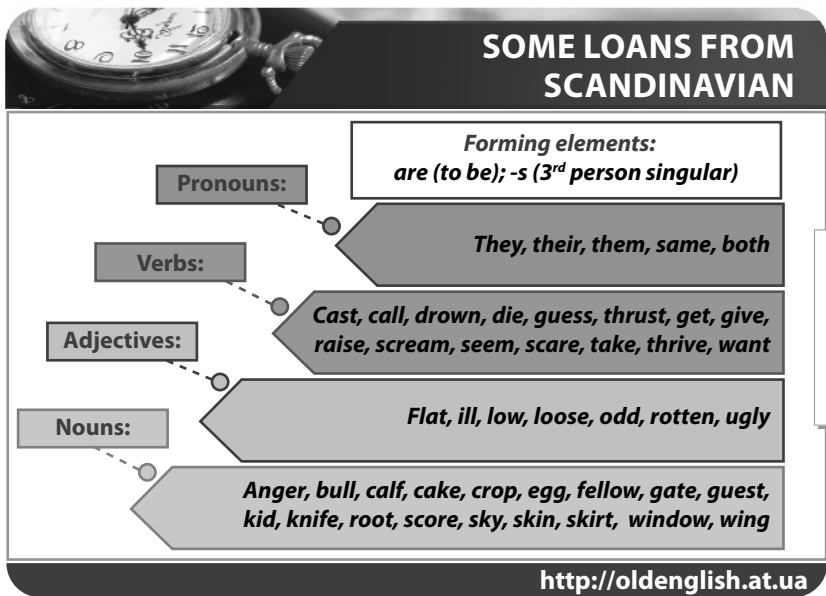 SOME LOANS FROM
SCANDINAVIAN
Forming elements:
are (to be); -s (3rd person singular)
Pronouns:
They, their, them, same, both
Verbs:
Cast, call, drown, die, guess, thrust, get, give,
raise, scream, seem, scare, take, thrive, want
Adjectives:
Flat, ill, low, loose, odd, rotten, ugly
Nouns:
Anger, bull, calf, cake, crop, egg, fellow, gate, guest,
kid, knife, root, score, sky, skin, skirt, window, wing
http://oldenglish.at.ua